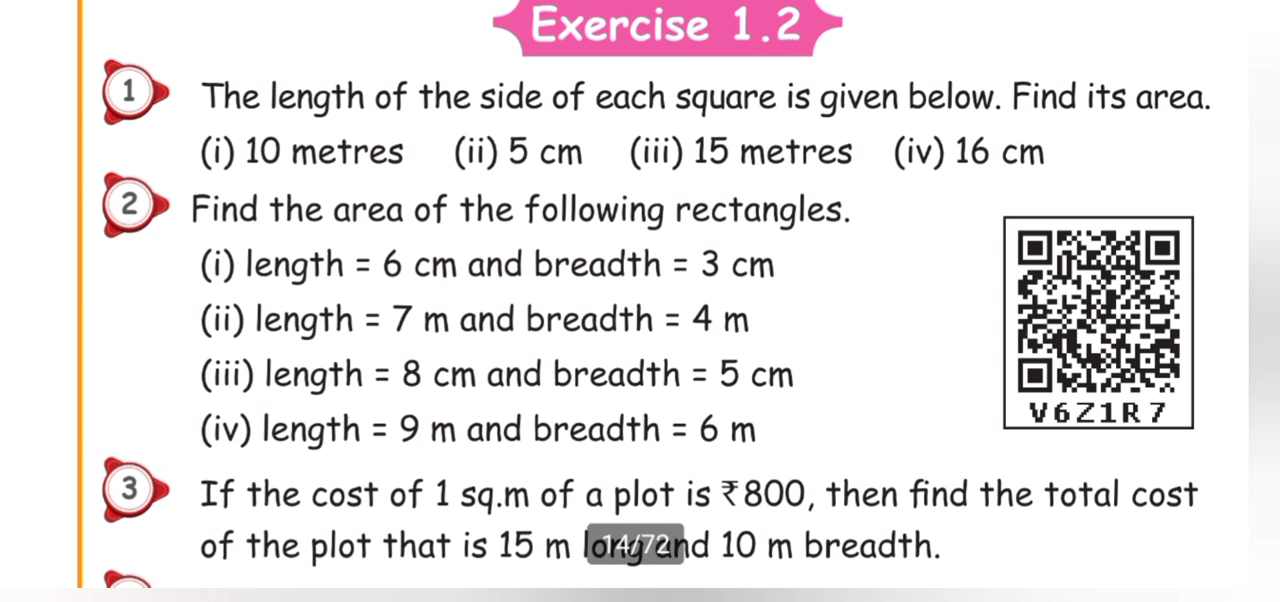 Exercise 1.2
1 The length of the side of each square is given below. Find its area.
(i) 10 metres (ii) 5 cm (iii) 15 metres (iv) 16 cm
2 Find the area of the following rectangles.
(i) length = 6 cm and breadth = 3 cm
(ii) length = 7 m and breadth = 4 m
(iii) length = 8 cm and breadth = 5 cm
(iv) length = 9 m and breadth = 6 m
V6Z1R7
3 If the cost of 1 sq.m of a plot is ₹800, then find the total cost
of the plot that is 15 m long and 10 m breadth.
14/72